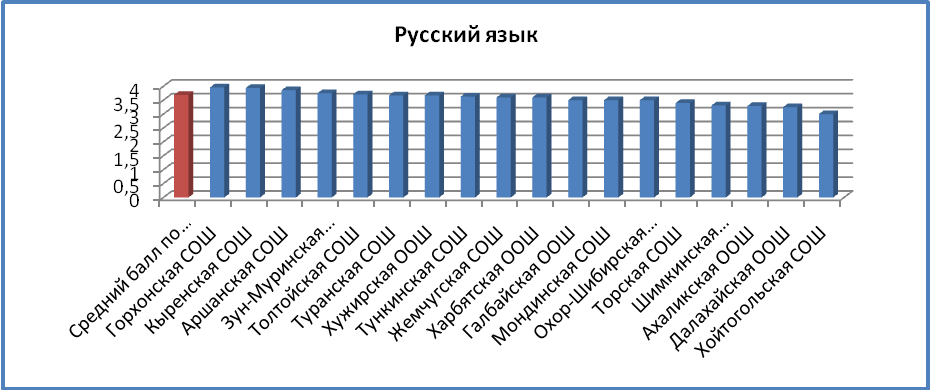 Русский язык
4
3,5
3
2,5
2
1,5
1
0,5
0
Средний балл по...
Горхонская СОШ
Кыренская СОШ
Аршанская СОШ
Зун-Муринская...
Толтойская СОШ
Туранская СОШ
Хужирская ООШ
Тункинская СОШ
Жемчугская СОШ
Харбятская ООШ
Галбайская ООШ
Мондинская СОШ
Охор-Шибирская...
Торская СОШ
Шимкинская...
Ахаликская ООШ
Далахайская ООШ
Хойтогольская СОШ